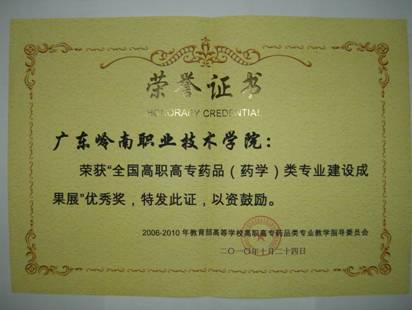 荣誉证书
HONORACY CREDENTIAL
广东岭南职业技术学院：
荣获“全国高职高专药品（药学）类专业建设成
果展”优秀奖，特发此证，以资鼓励。
2006-2010年教育部高等学校高职高专药品类专业教学指导委员会
二〇一〇年十月二十四日